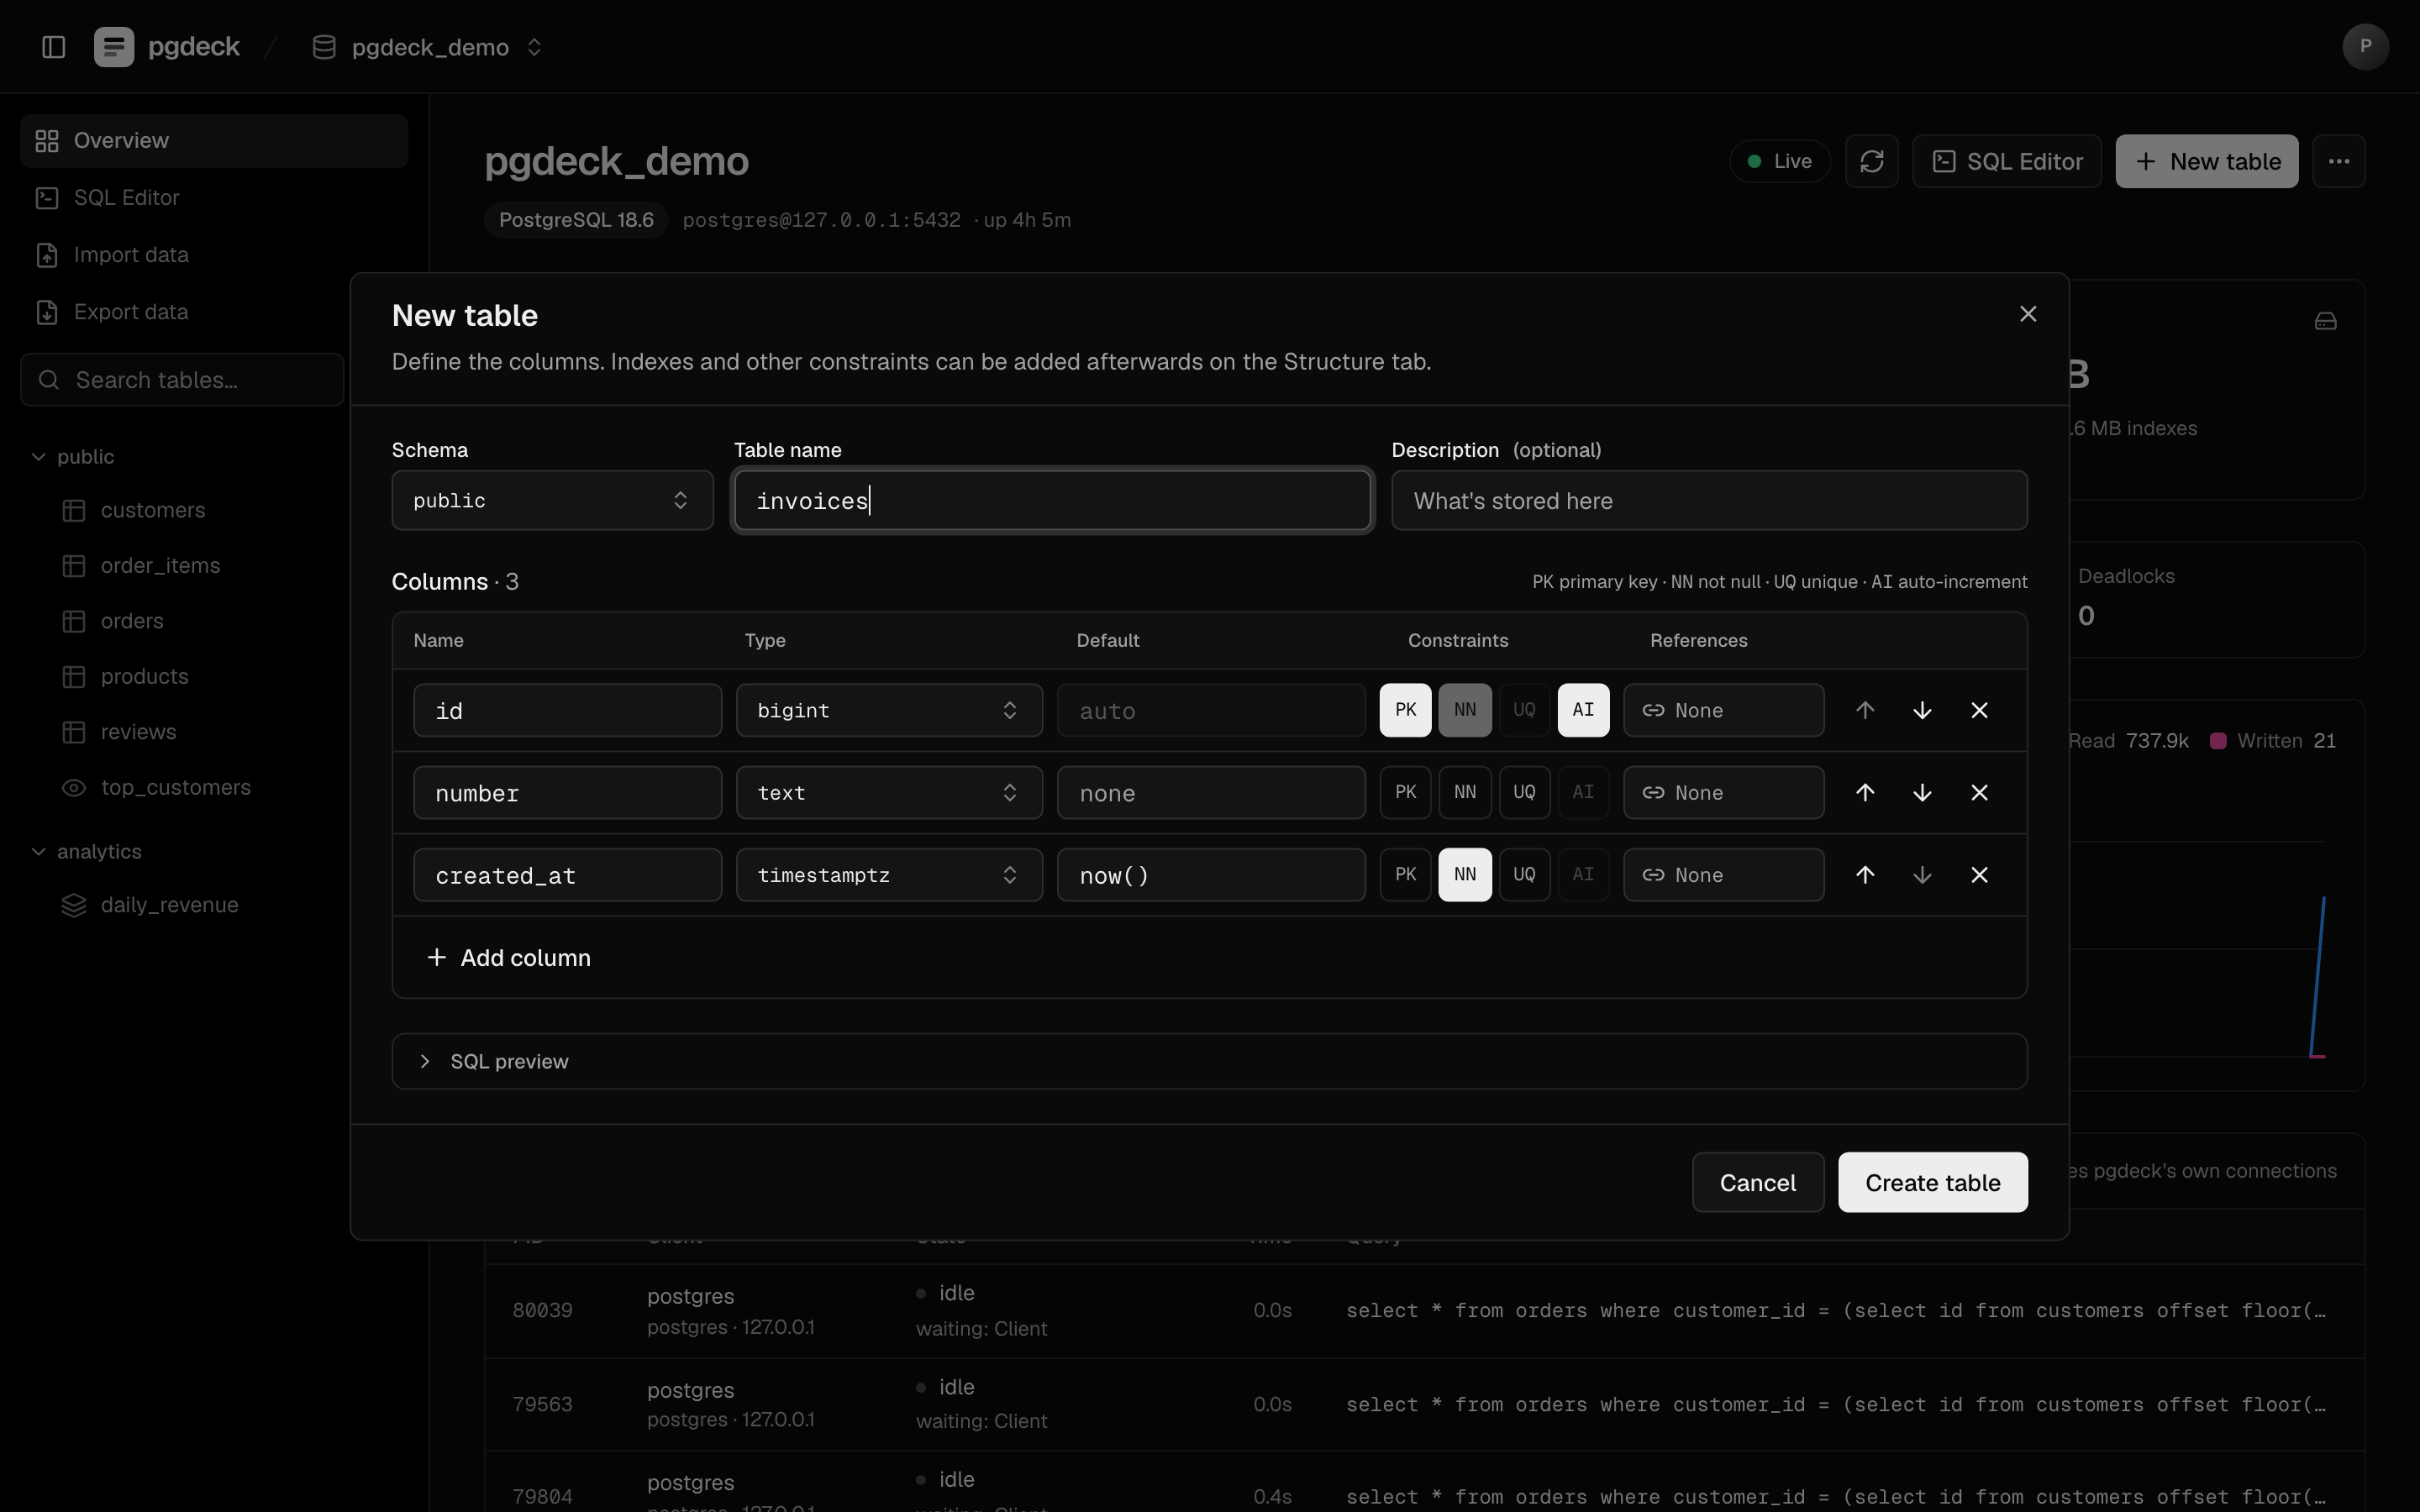 pgdeck / pgdeck_demo P
Overview
SQL Editor
Import data
Export data
Search tables...
public
customers
order_items
orders
products
reviews
top_customers
analytics
daily_revenue
pgdeck_demo
Live SQL Editor + New table ...
PostgreSQL 18.6 postgres@127.0.0.1:5432 · up 4h 5m
B
.6 MB indexes
Deadlocks
0
Read 737.9k Written 21
es pgdeck's own connections
New table
Define the columns. Indexes and other constraints can be added afterwards on the Structure tab.
Schema Table name Description (optional)
public invoices What's stored here
Columns · 3 PK primary key · NN not null · UQ unique · AI auto-increment
Name Type Default Constraints References
id bigint auto PK NN UQ AI None
number text none PK NN UQ AI None
created_at timestamptz now() PK NN UQ AI None
+ Add column
SQL preview
Cancel Create table
80039 postgres idle 0.0s select * from orders where customer_id = (select id from customers offset floor(…
postgres · 127.0.0.1 waiting: Client
79563 postgres idle 0.0s select * from orders where customer_id = (select id from customers offset floor(…
postgres · 127.0.0.1 waiting: Client
79804 postgres idle 0.4s select * from orders where customer_id = (select id from customers offset floor(…